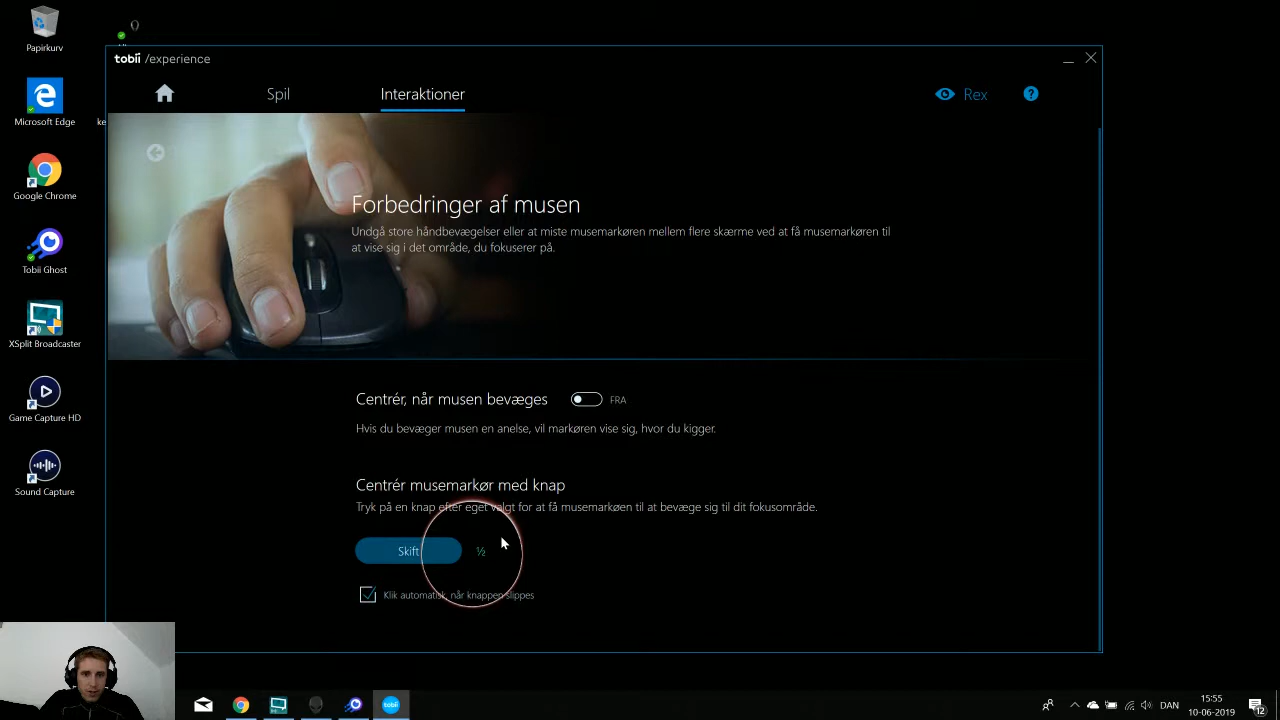 Papirkurv
Microsoft Edge
Google Chrome
Tobii Ghost
XSplit Broadcaster
Game Capture HD
Sound Capture
ke
tobii /experience
Spil
Interaktioner
Rex
?
Forbedringer af musen
Undgå store håndbevægelser eller at miste musemarkøren mellem flere skærme ved at få musemarkøren til
at vise sig i det område, du fokuserer på.
Centrér, når musen bevæges
FRA
Hvis du bevæger musen en anelse, vil markøren vise sig, hvor du kigger.
Centrér musemarkør med knap
Tryk på en knap efter eget valgt for at få musemarkøen til at bevæge sig til dit fokusområde.
Skift
½
Klik automatisk, når knappen slippes
tobii
DAN
15:55
10-06-2019
12